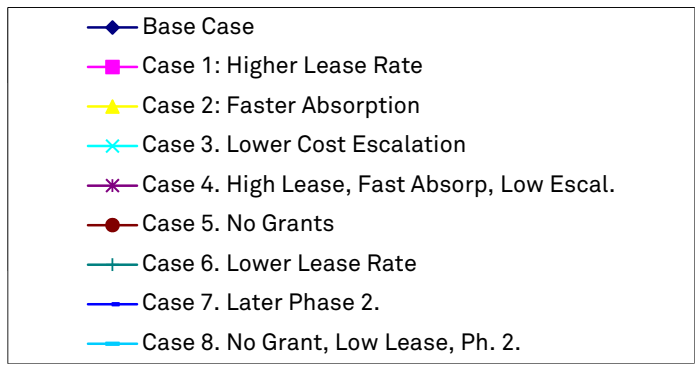 Base Case
Case 1: Higher Lease Rate
Case 2: Faster Absorption
Case 3. Lower Cost Escalation
Case 4. High Lease, Fast Absorp, Low Escal.
Case 5. No Grants
Case 6. Lower Lease Rate
Case 7. Later Phase 2.
Case 8. No Grant, Low Lease, Ph. 2.